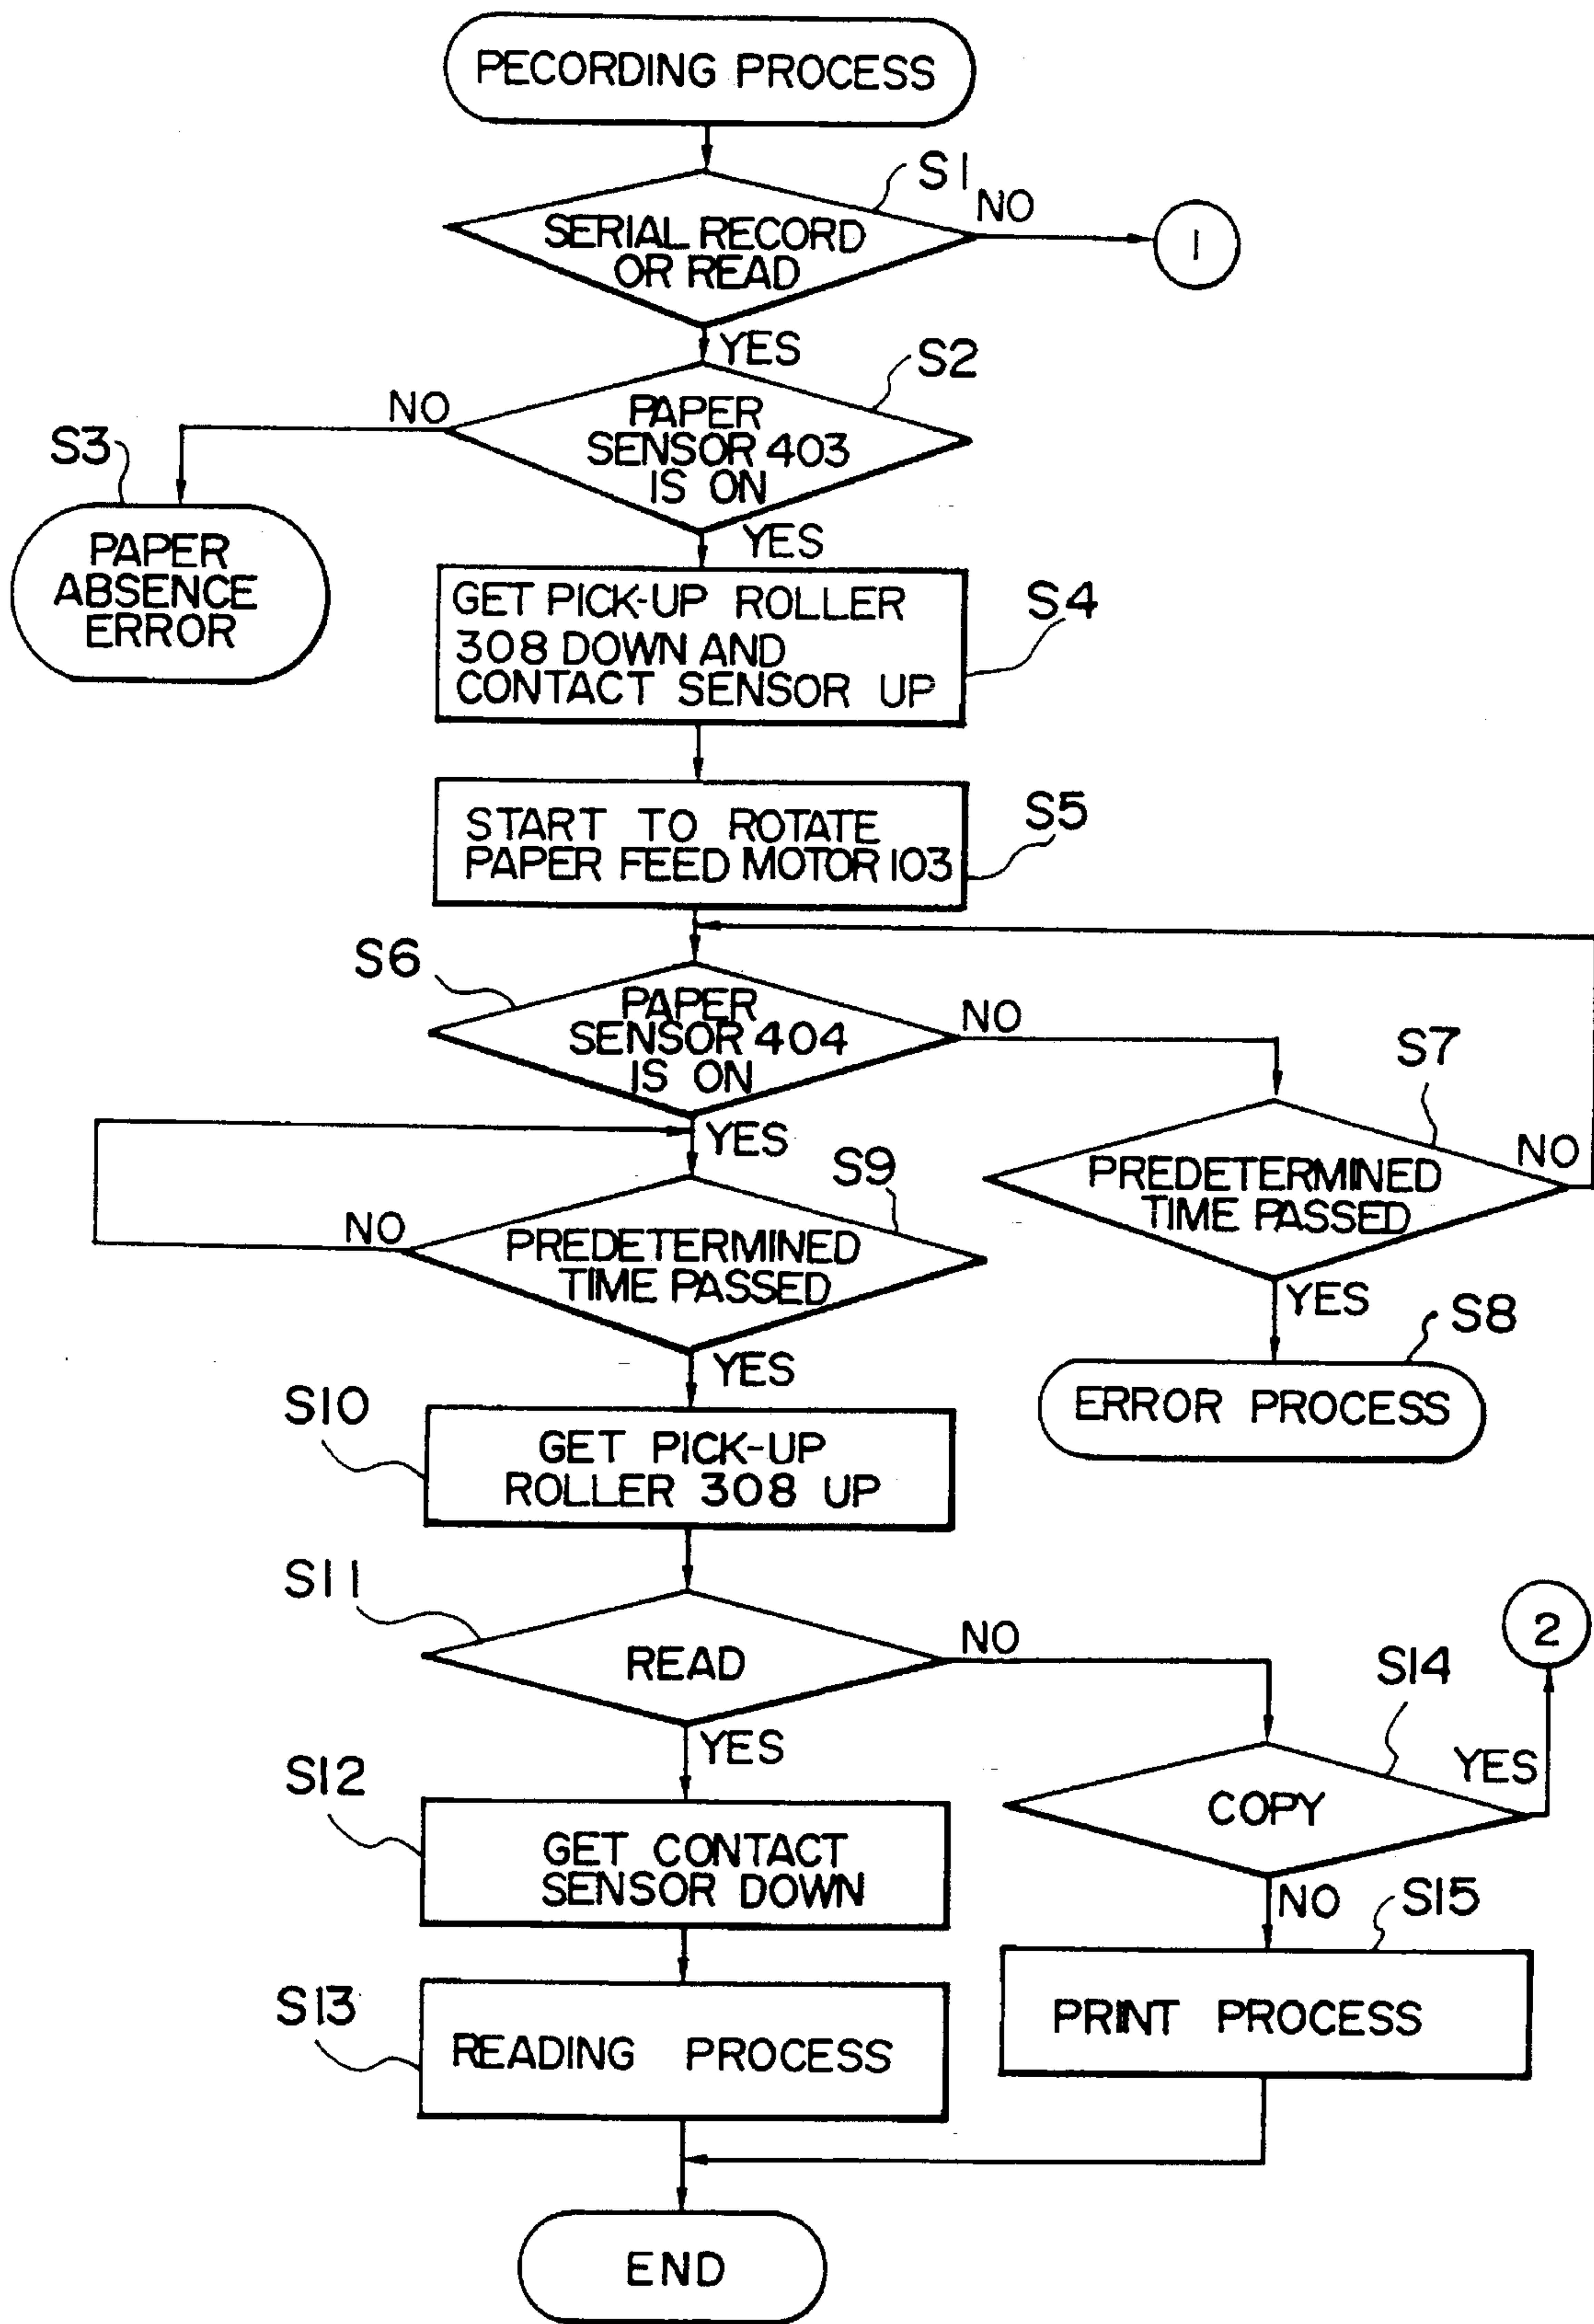 PECORDING PROCESS
S1
NO
SERIAL RECORD
OR READ
1
YES
S2
NO
PAPER
SENSOR 403
IS ON
S3
YES
PAPER
ABSENCE
ERROR
GET PICK-UP ROLLER
308 DOWN AND
CONTACT SENSOR UP
S4
START TO ROTATE
PAPER FEED MOTOR 103
S5
S6
PAPER
SENSOR 404
IS ON
NO
S7
YES
NO
PREDETERMINED
TIME PASSED
S9
NO
PREDETERMINED
TIME PASSED
YES
S8
YES
ERROR PROCESS
S10
GET PICK-UP
ROLLER 308 UP
S11
READ
NO
2
S14
YES
YES
COPY
S12
GET CONTACT
SENSOR DOWN
NO
S15
S13
READING PROCESS
PRINT PROCESS
END